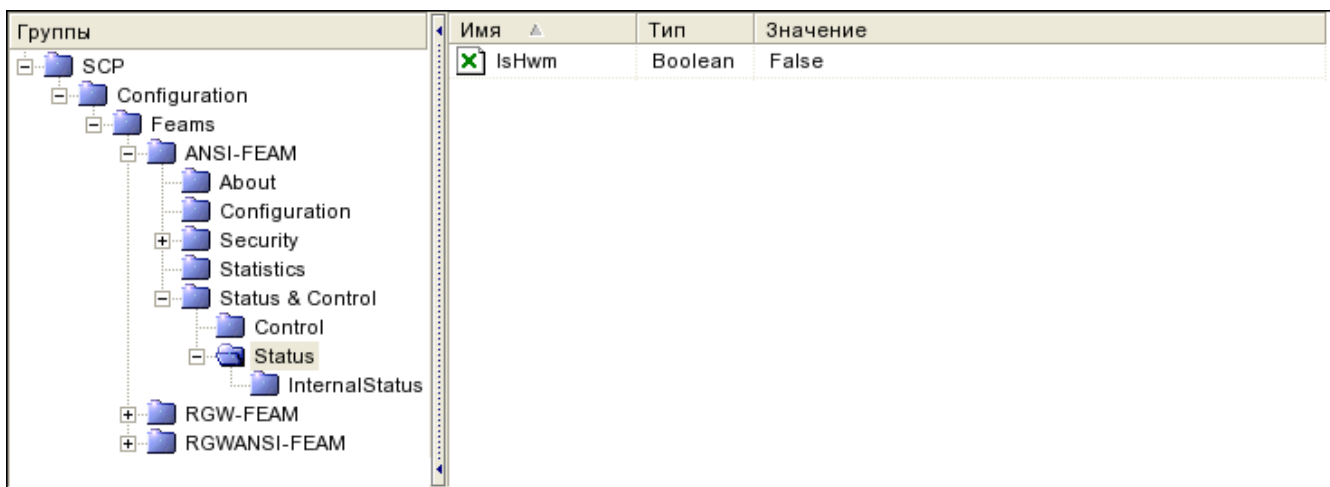 Группы
SCP
Configuration
Feams
ANSI-FEAM
About
Configuration
Security
Statistics
Status & Control
Control
Status
InternalStatus
RGW-FEAM
RGWANSI-FEAM
Имя Тип Значение
IsHwm Boolean False